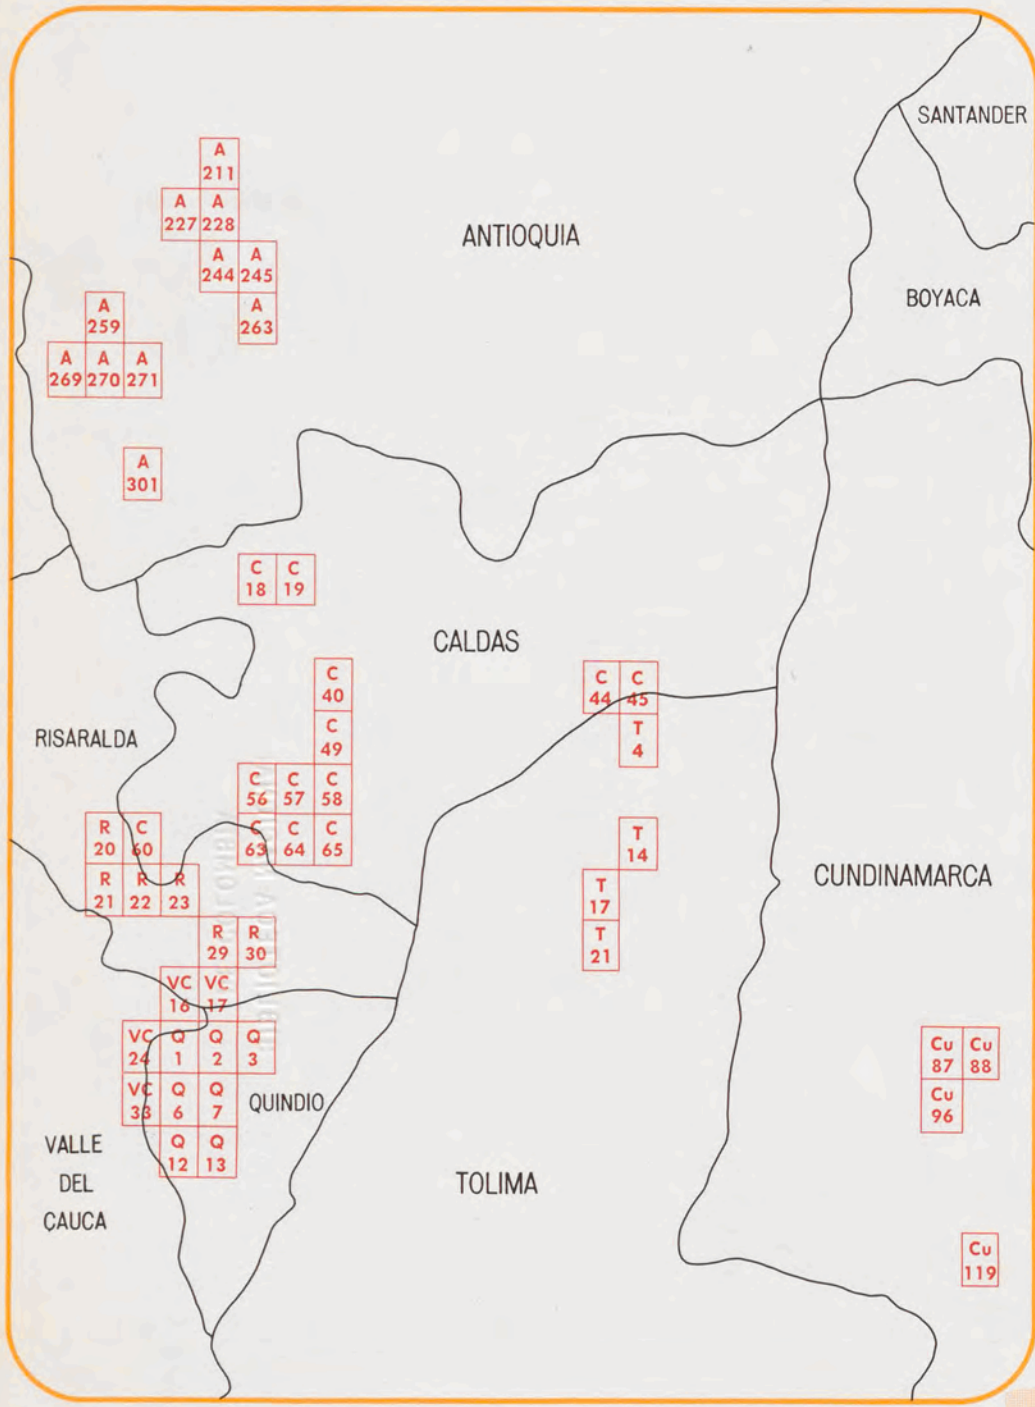 SANTANDER
A
211
A A
227 228
ANTIOQUIA
A A
244 245
BOYACA
A
259
A
263
A A A
269 270 271
A
301
C C
18 19
CALDAS
C
40
C C
44 45
RISARALDA
C
49
T
4
C C C
56 57 58
R C
20 60
C C C
63 64 65
T
14
R R R
21 22 23
T
17
CUNDINAMARCA
R R
29 30
T
21
VC VC
16 17
VC Q Q Q
24 1 2 3
Cu Cu
87 88
VC Q Q
33 6 7
QUINDIO
Cu
96
VALLE
DEL
CAUCA
Q Q
12 13
TOLIMA
Cu
119